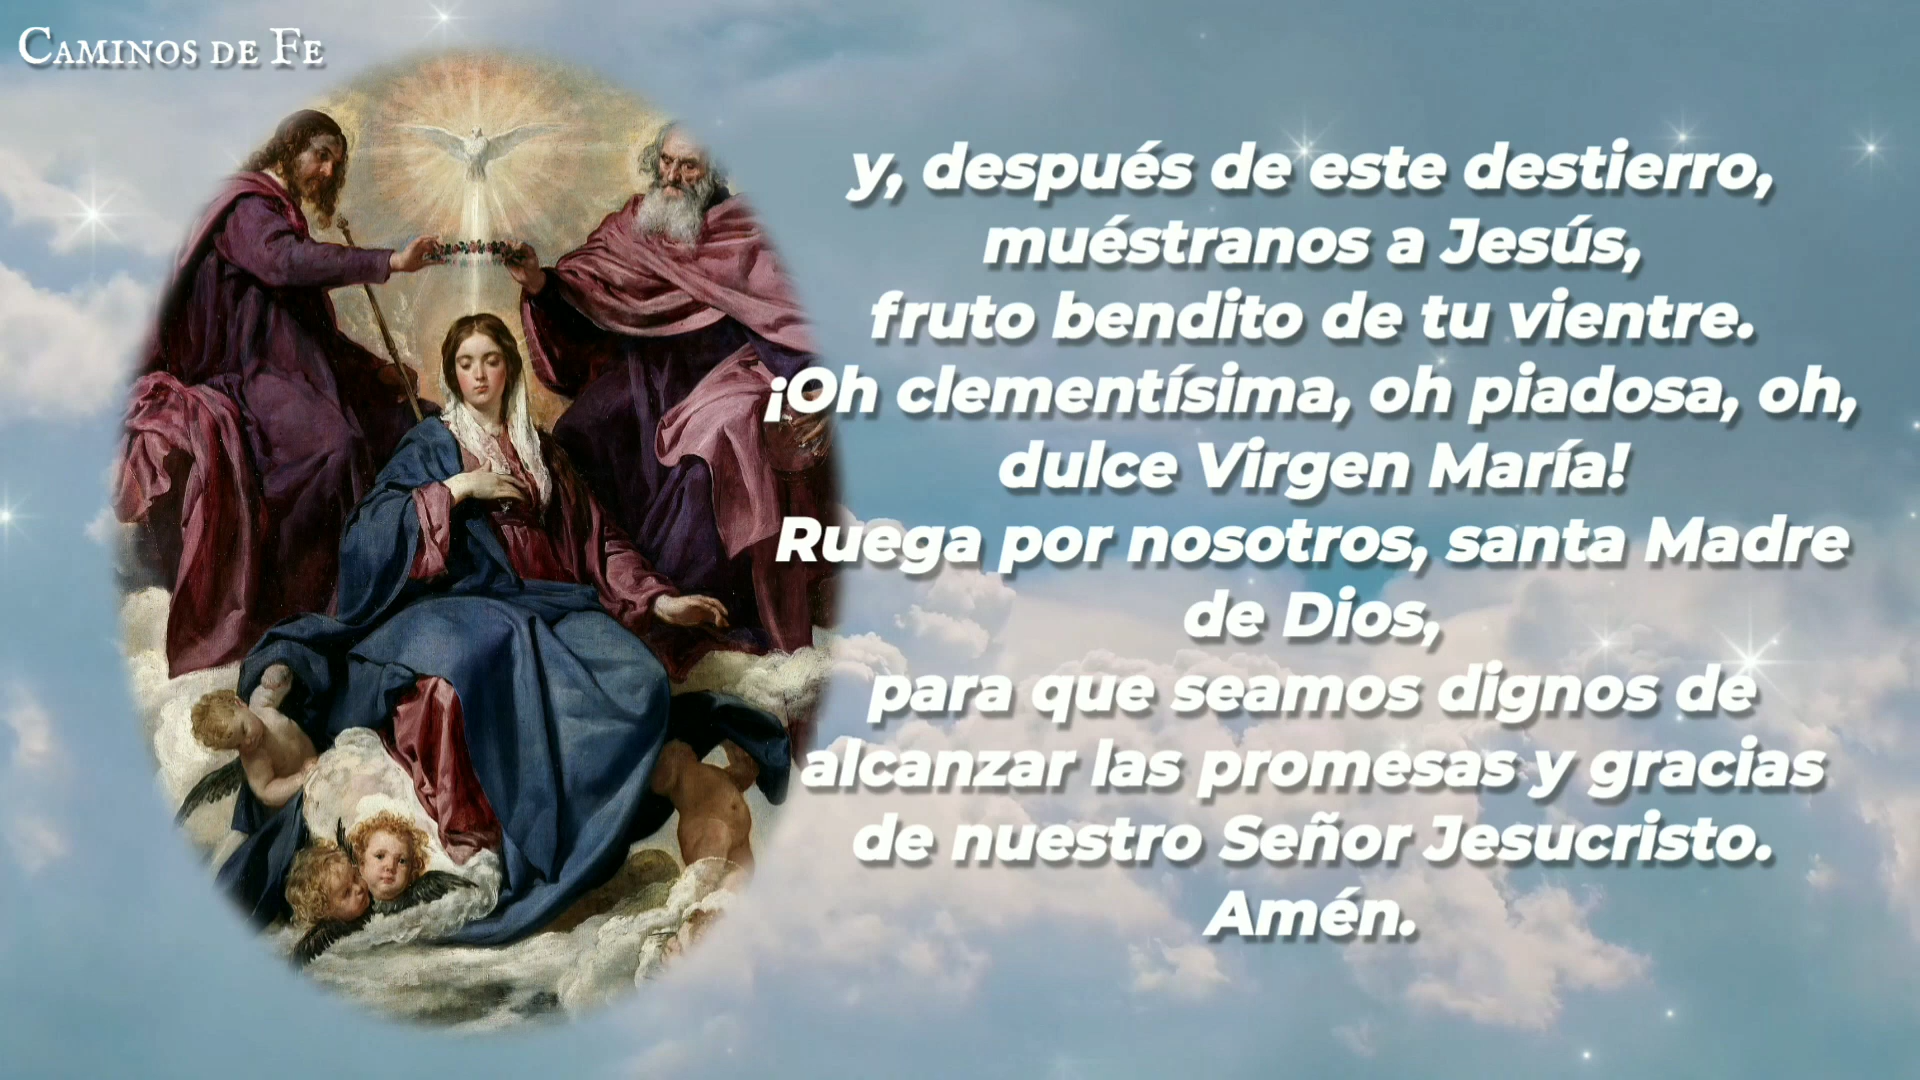 Caminos de Fe
y, después de este destierro,
muéstranos a Jesús,
fruto bendito de tu vientre.
¡Oh clementísima, oh piadosa, oh,
dulce Virgen María!
Ruega por nosotros, santa Madre
de Dios,
para que seamos dignos de
alcanzar las promesas y gracias
de nuestro Señor Jesucristo.
Amén.